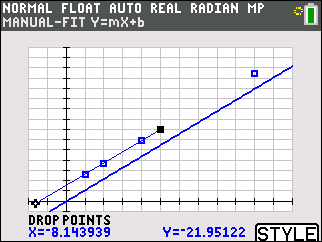 NORMAL FLOAT AUTO REAL RADIAN MP
MANUAL-FIT Y=mX+b
DROP POINTS
X=-8.143939 Y=-21.95122 STYLE